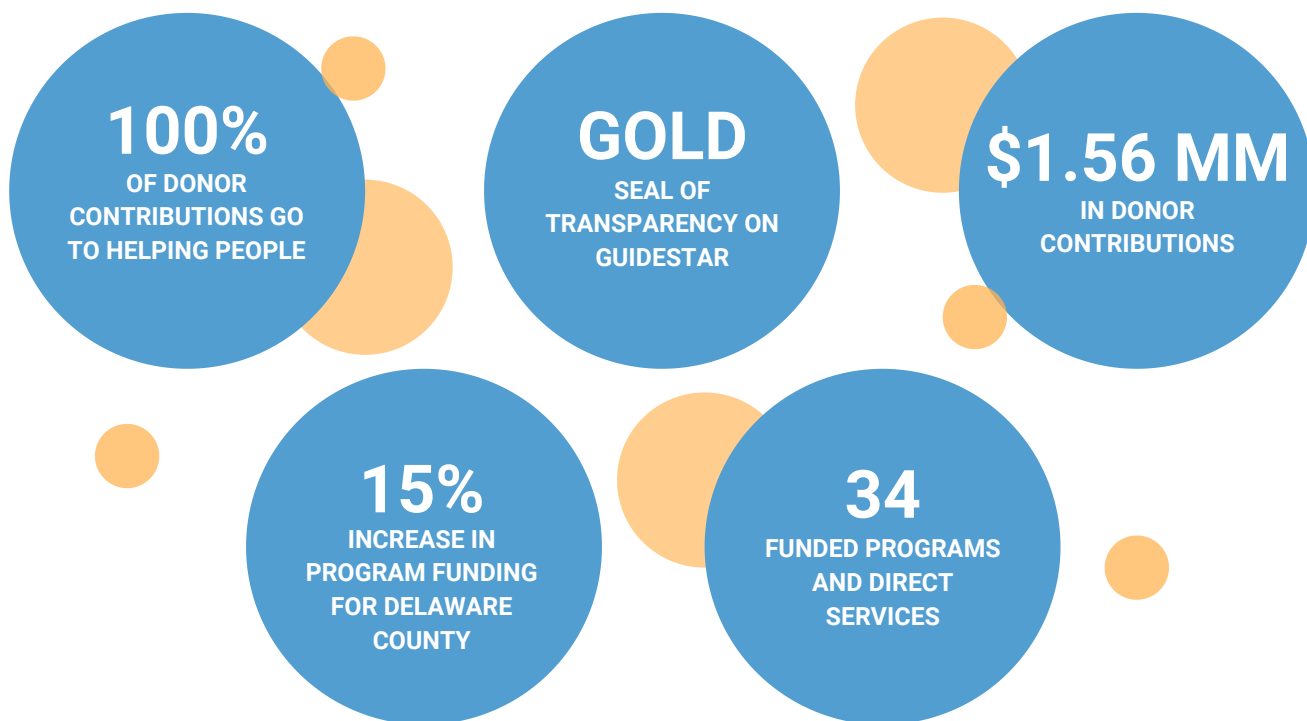 100%
OF DONOR
CONTRIBUTIONS GO
TO HELPING PEOPLE
GOLD
SEAL OF
TRANSPARENCY ON
GUIDESTAR
$1.56 MM
IN DONOR
CONTRIBUTIONS
15%
INCREASE IN
PROGRAM FUNDING
FOR DELAWARE
COUNTY
34
FUNDED PROGRAMS
AND DIRECT
SERVICES